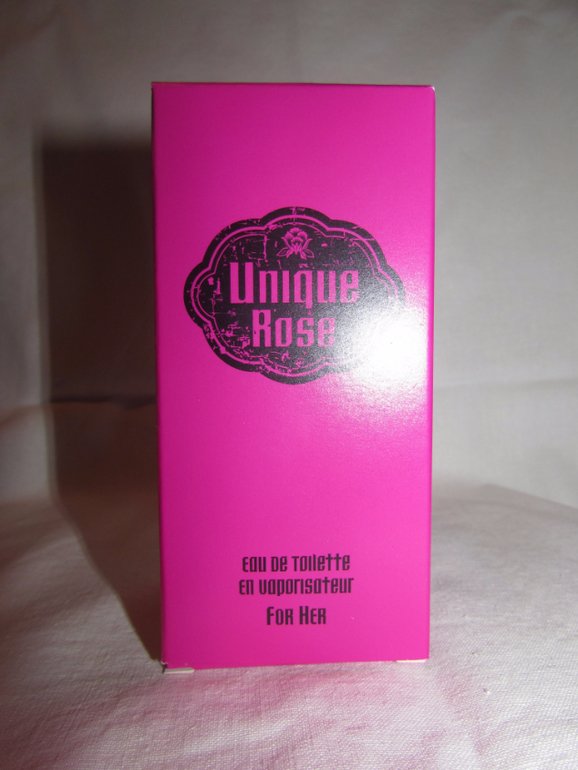 Unique
Rose
Eau de Toilette
en vaporisateur
For Her